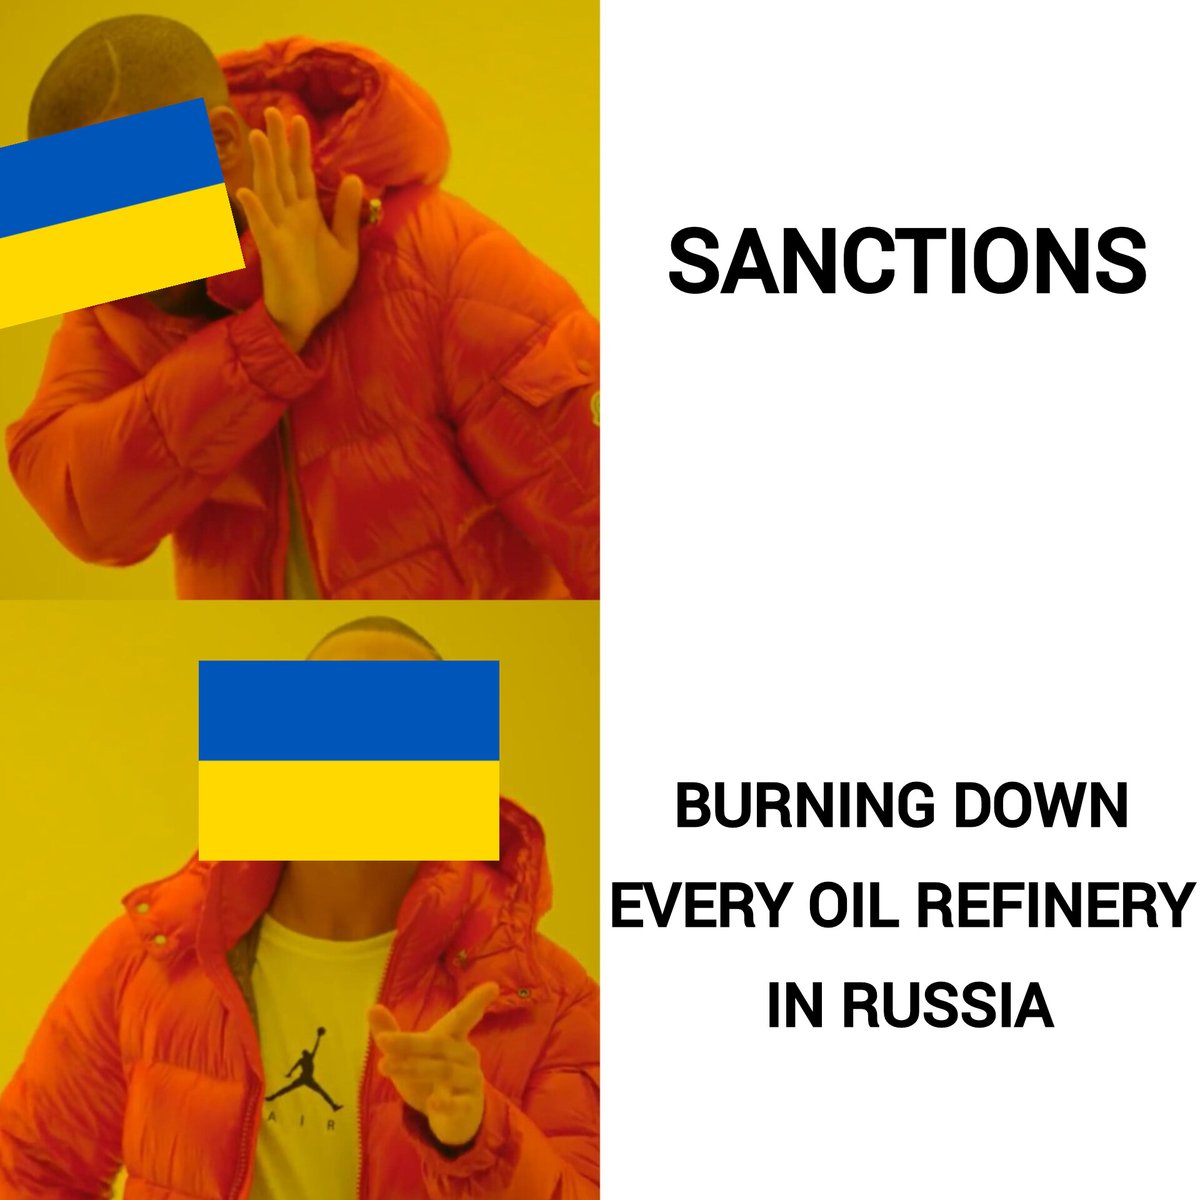 SANCTIONS
BURNING DOWN
EVERY OIL REFINERY
IN RUSSIA
AIR